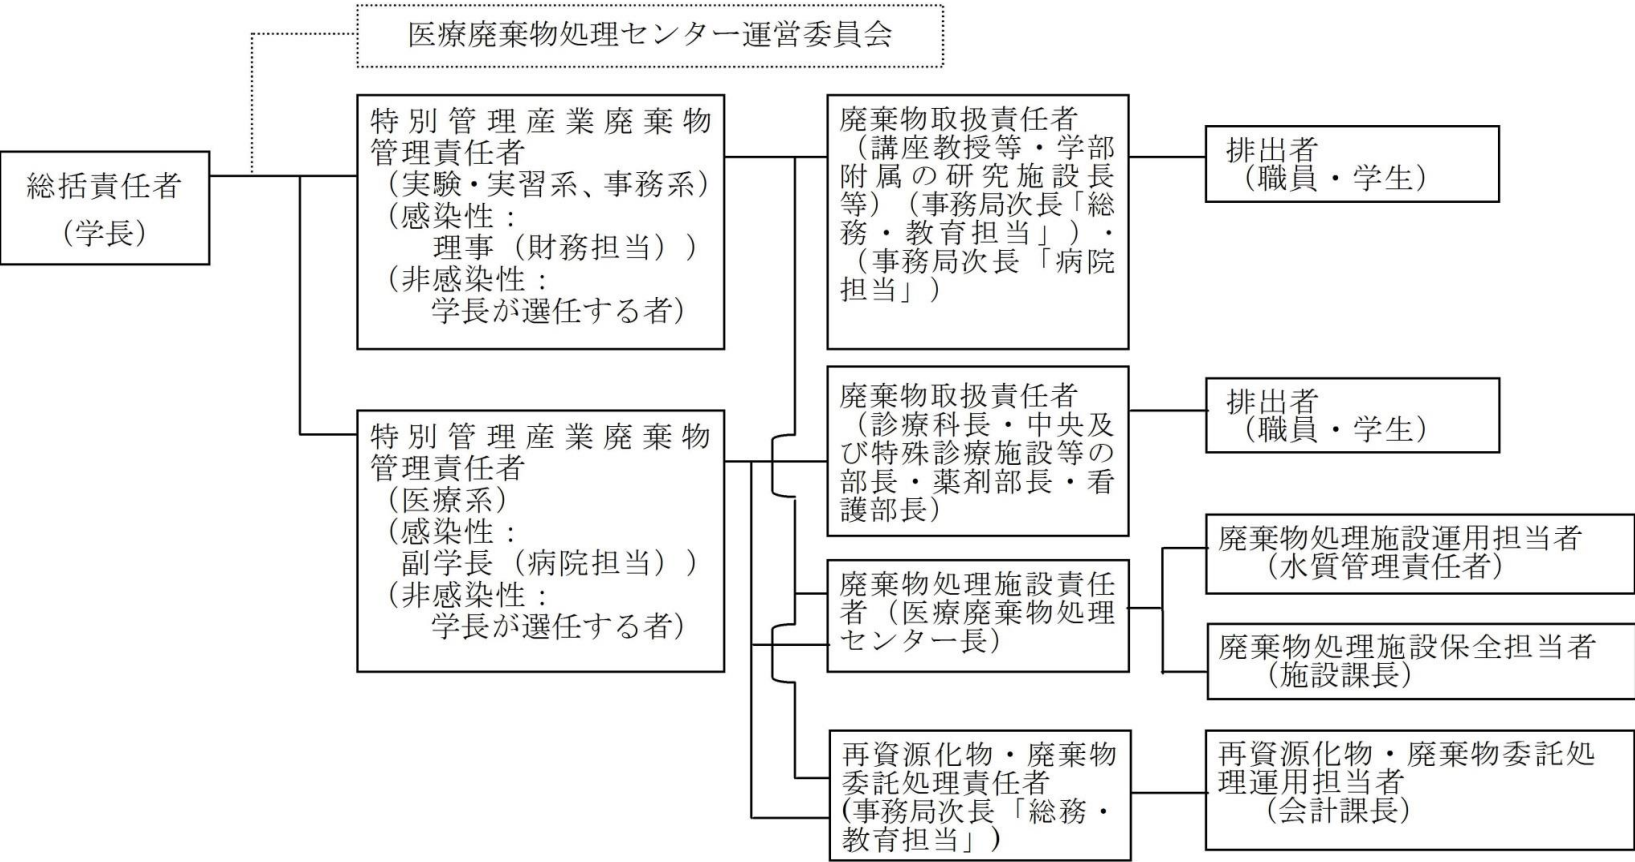 医療廃棄物処理センター運営委員会
総括責任者
（学長）
特別管理産業廃棄物
管理責任者
（実験・実習系、事務系）
（感染性：
理事（財務担当））
（非感染性：
学長が選任する者）
特別管理産業廃棄物
管理責任者
（医療系）
（感染性：
副学長（病院担当））
（非感染性：
学長が選任する者）
廃棄物取扱責任者
（講座教授等・学部
附属の研究施設長
等）（事務局次長「総
務・教育担当」）・
（事務局次長「病院
担当」）
廃棄物取扱責任者
（診療科長・中央及
び特殊診療施設等の
部長・薬剤部長・看
護部長）
廃棄物処理施設責任
者（医療廃棄物処理
センター長）
再資源化物・廃棄物
委託処理責任者
(事務局次長「総務・
教育担当」)
排出者
（職員・学生）
排出者
（職員・学生）
廃棄物処理施設運用担当者
（水質管理責任者）
廃棄物処理施設保全担当者
（施設課長）
再資源化物・廃棄物委託処
理運用担当者
（会計課長）